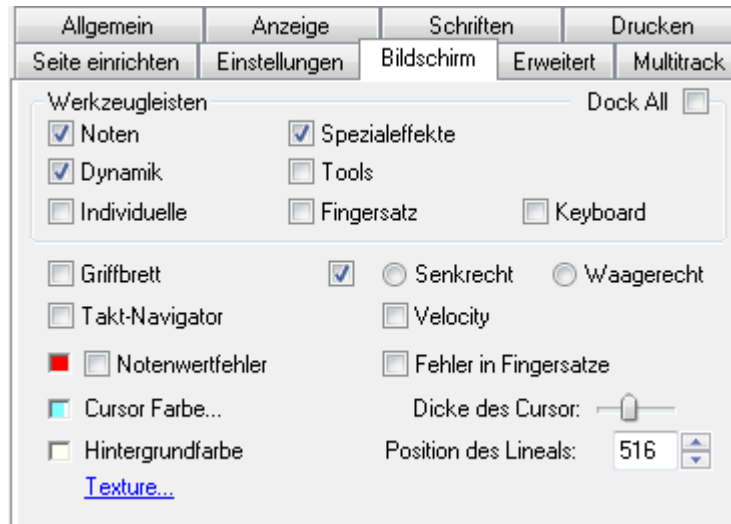 Allgemein Anzeige Schriften Drucken
Seite einrichten Einstellungen Bildschirm Erweitert Multitrack
Werkzeugleisten Dock All
Noten Spezialeffekte
Dynamik Tools
Individuelle Fingersatz Keyboard
Griffbrett Senkrecht Waagerecht
Takt-Navigator Velocity
Notenwertfehler Fehler in Fingersatze
Cursor Farbe... Dicke des Cursor:
Hintergrundfarbe Position des Lineals: 516
Texture...